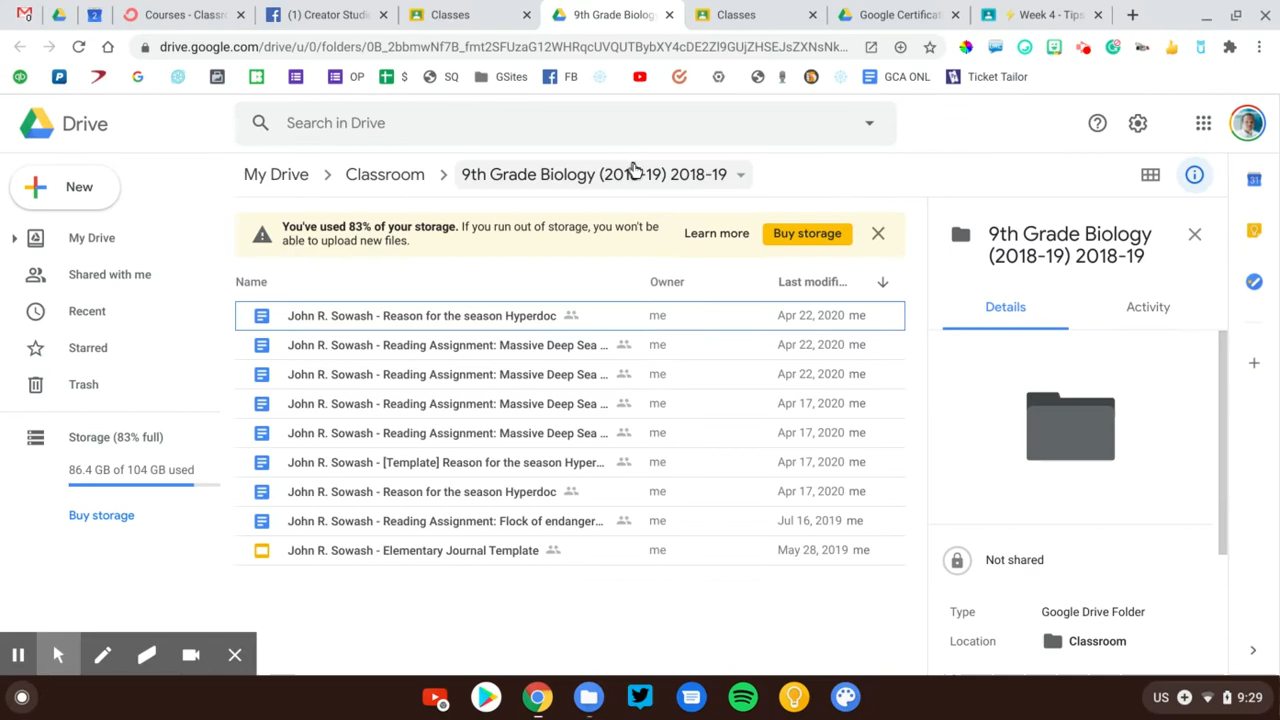 Courses - Classro
(1) Creator Studi
Classes
9th Grade Biology
Classes
Google Certificat
Week 4 - Tips
drive.google.com/drive/u/0/folders/0B_2bbmwNf7B_fmt2SFUzaG12WHRqcUVQUTBybXY4cDE2Zl9GUjZHSEJsZXNsNk...
OP
$
SQ
GSites
FB
GCA ONL
Ticket Tailor
Drive
Search in Drive
New
My Drive
Classroom
9th Grade Biology (2018-19) 2018-19
My Drive
Shared with me
Recent
Starred
Trash
Storage (83% full)
86.4 GB of 104 GB used
Buy storage
You've used 83% of your storage. If you run out of storage, you won't be
able to upload new files.
Learn more
Buy storage
Name
Owner
Last modifi...
John R. Sowash - Reason for the season Hyperdoc me Apr 22, 2020 me
John R. Sowash - Reading Assignment: Massive Deep Sea ... me Apr 22, 2020 me
John R. Sowash - Reading Assignment: Massive Deep Sea ... me Apr 22, 2020 me
John R. Sowash - Reading Assignment: Massive Deep Sea ... me Apr 17, 2020 me
John R. Sowash - Reading Assignment: Massive Deep Sea ... me Apr 17, 2020 me
John R. Sowash - [Template] Reason for the season Hyper... me Apr 17, 2020 me
John R. Sowash - Reason for the season Hyperdoc me Apr 17, 2020 me
John R. Sowash - Reading Assignment: Flock of endanger... me Jul 16, 2019 me
John R. Sowash - Elementary Journal Template me May 28, 2019 me
9th Grade Biology
(2018-19) 2018-19
Details
Activity
Not shared
Type Google Drive Folder
Location Classroom
US
9:29